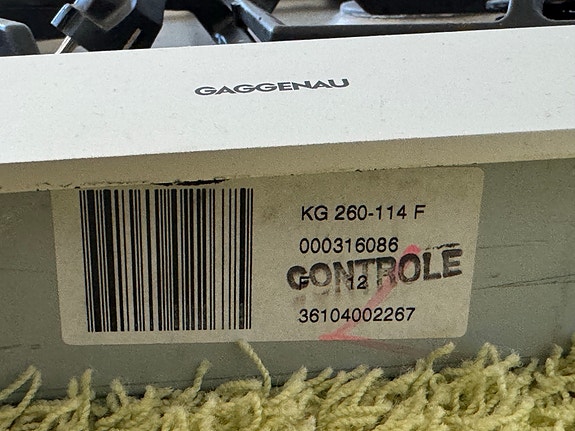 GAGGENAU
KG 260-114 F
000316086
F 12
CONTROLE
36104002267